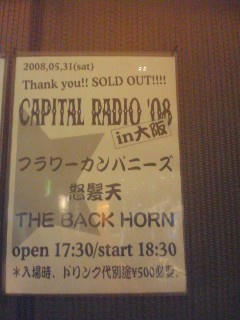 2008,05,31(sat)
Thank you!! SOLD OUT!!!!
CAPITAL RADIO '08
in大阪
フラワーカンパニーズ
怒髪天
THE BACK HORN
open 17:30/start 18:30
*入場時、ドリンク代別途¥500必要。